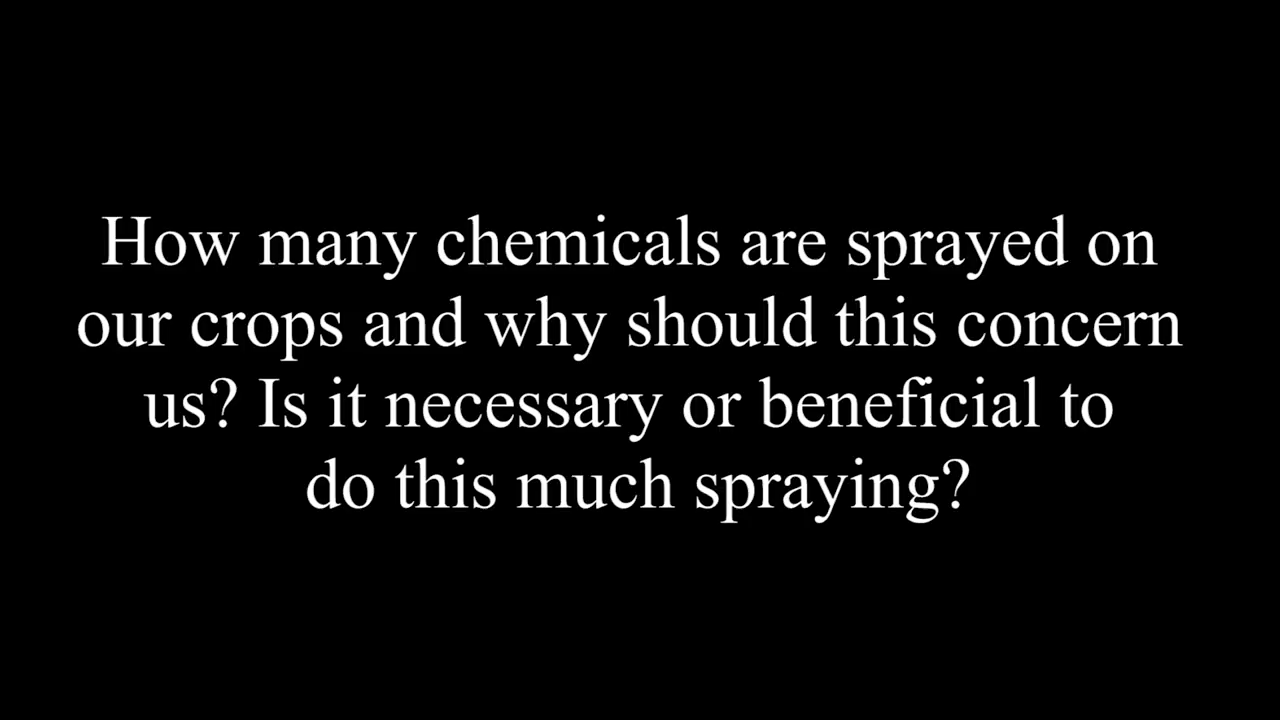 How many chemicals are sprayed on
our crops and why should this concern
us? Is it necessary or beneficial to
do this much spraying?